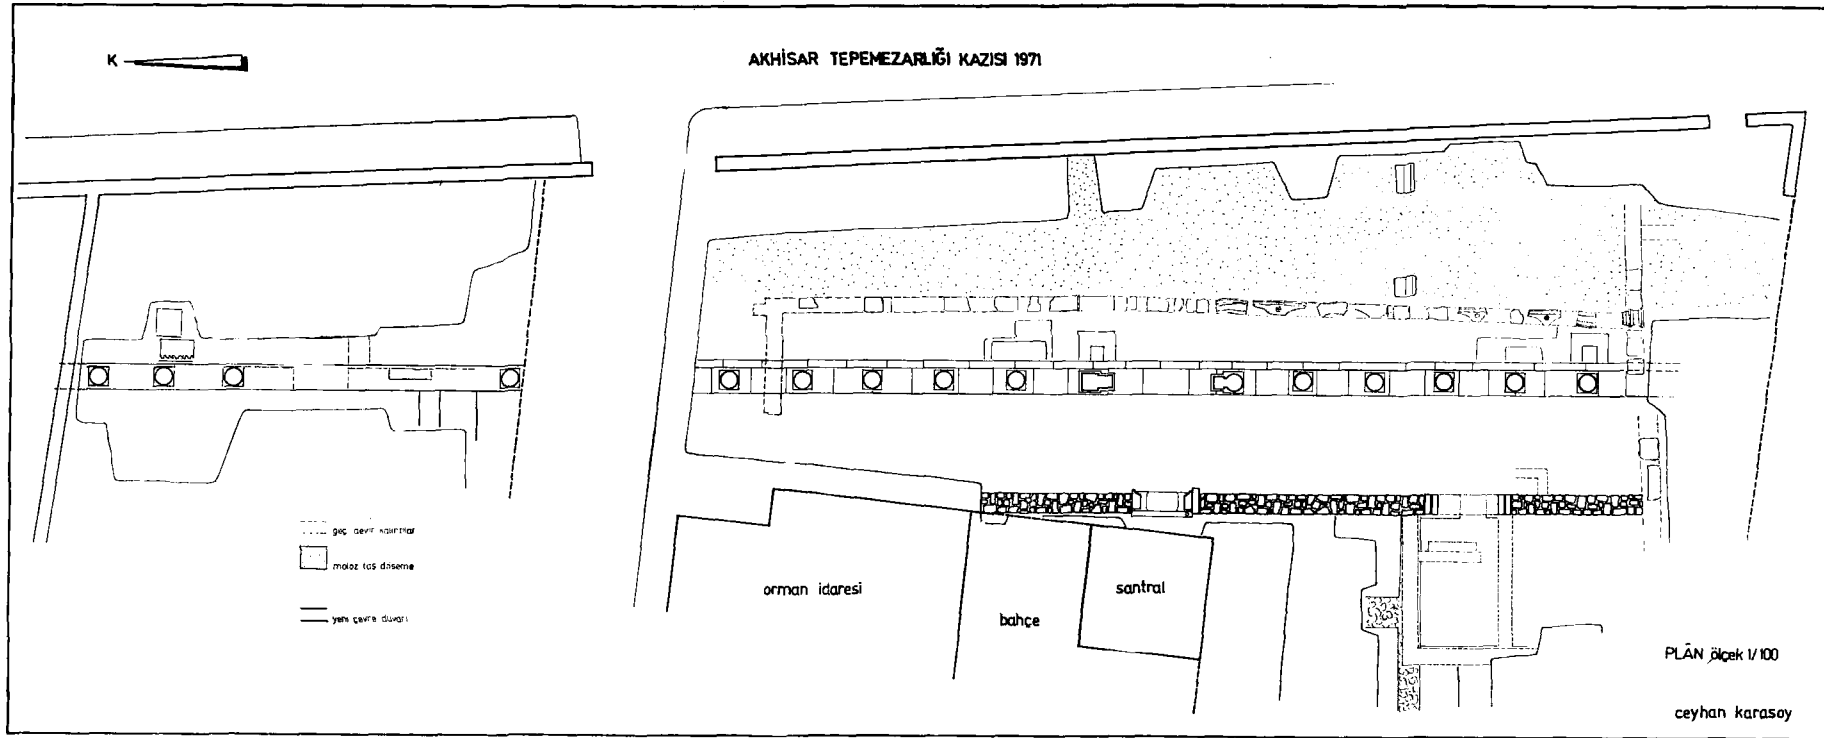 K
AKHİSAR TEPEMEZARLIĞI KAZISI 1971
geç devir kalıntılar
moloz taş döşeme
yeni çevre duvarı
orman idaresi
bahçe
santral
PLÂN ölçek 1/100
ceyhan karasoy